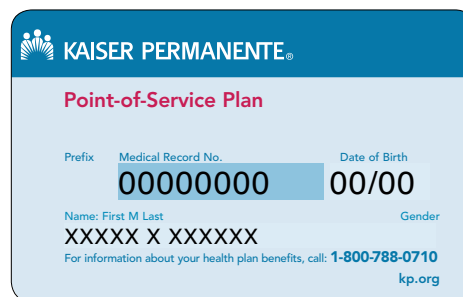 KAISER PERMANENTE®
Point-of-Service Plan
Prefix Medical Record No. Date of Birth
00000000 00/00
Name: First M Last Gender
XXXXX X XXXXXX
For information about your health plan benefits, call: 1-800-788-0710
kp.org